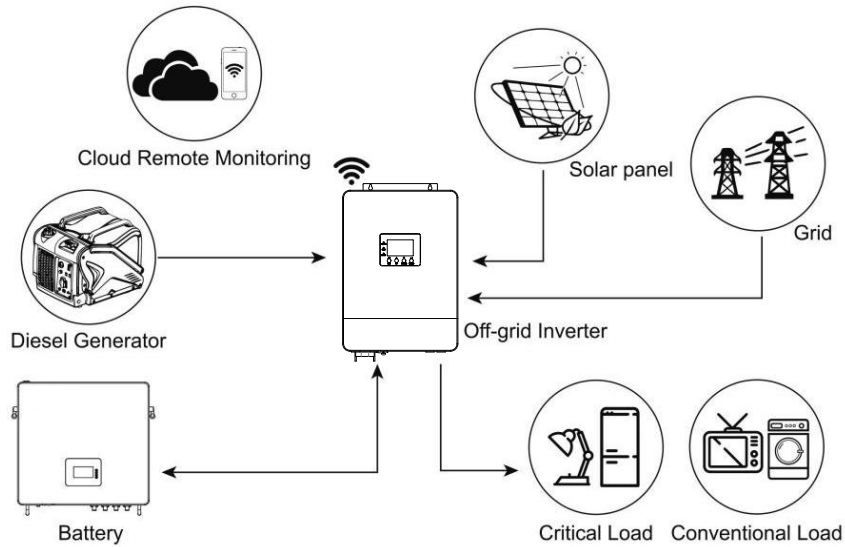 Cloud Remote Monitoring
Solar panel
Grid
Diesel Generator
Off-grid Inverter
Battery
Critical Load
Conventional Load